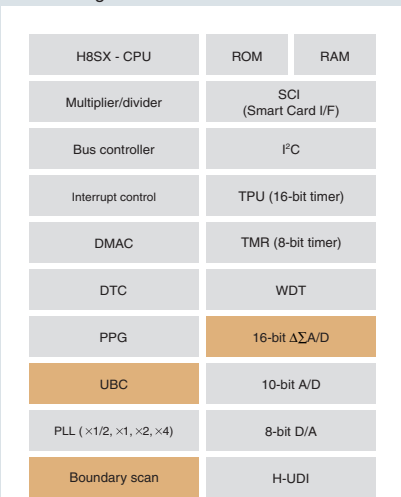 H8SX - CPU
ROM
RAM
Multiplier/divider
SCI
(Smart Card I/F)
Bus controller
I²C
Interrupt control
TPU (16-bit timer)
DMAC
TMR (8-bit timer)
DTC
WDT
PPG
16-bit ΔΣA/D
UBC
10-bit A/D
PLL (×1/2, ×1, ×2, ×4)
8-bit D/A
Boundary scan
H-UDI